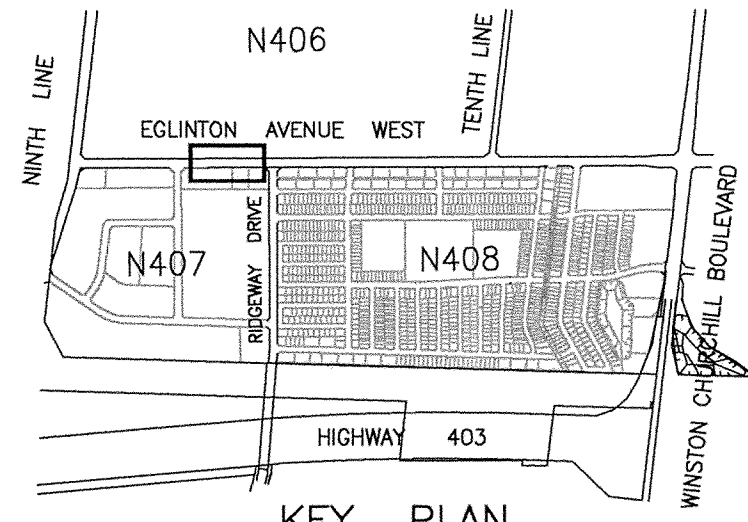 N406
NINTH LINE
TENTH LINE
EGLINTON AVENUE WEST
N407
RIDGEWAY DRIVE
N408
WINSTON CHURCHILL BOULEVARD
HIGHWAY 403
KEY PLAN